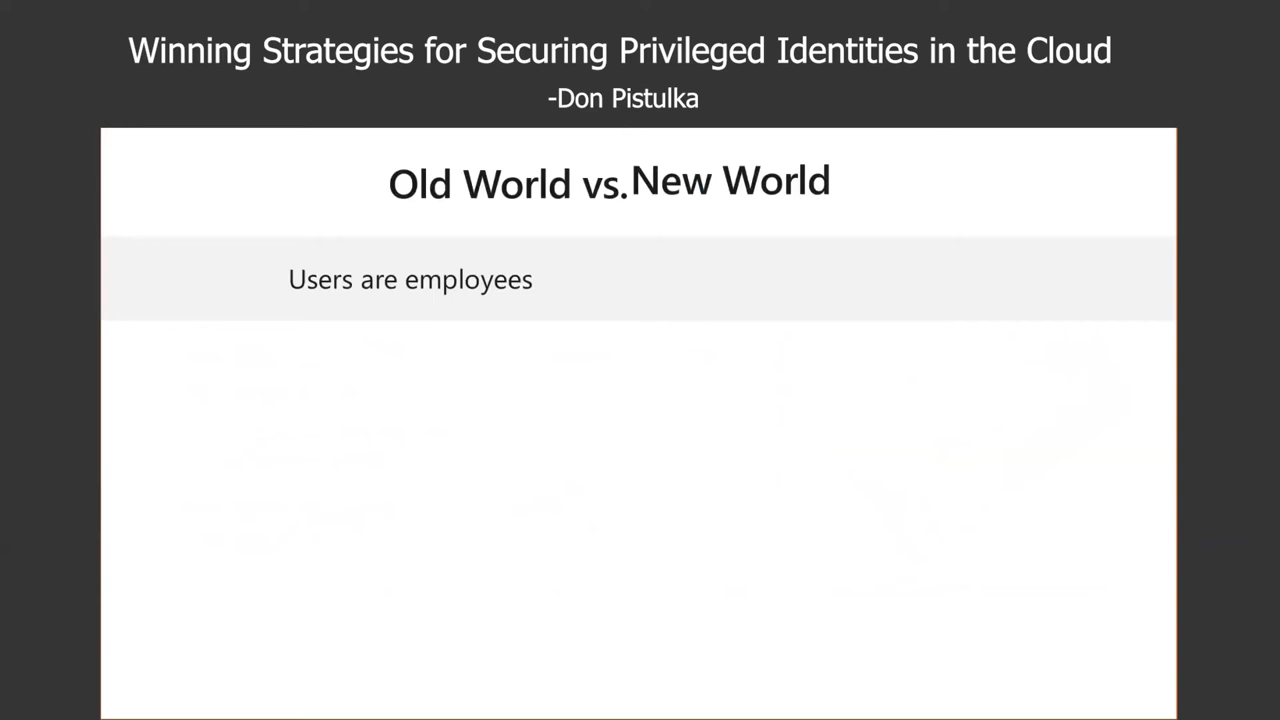 Winning Strategies for Securing Privileged Identities in the Cloud
-Don Pistulka
Old World vs. New World
Users are employees